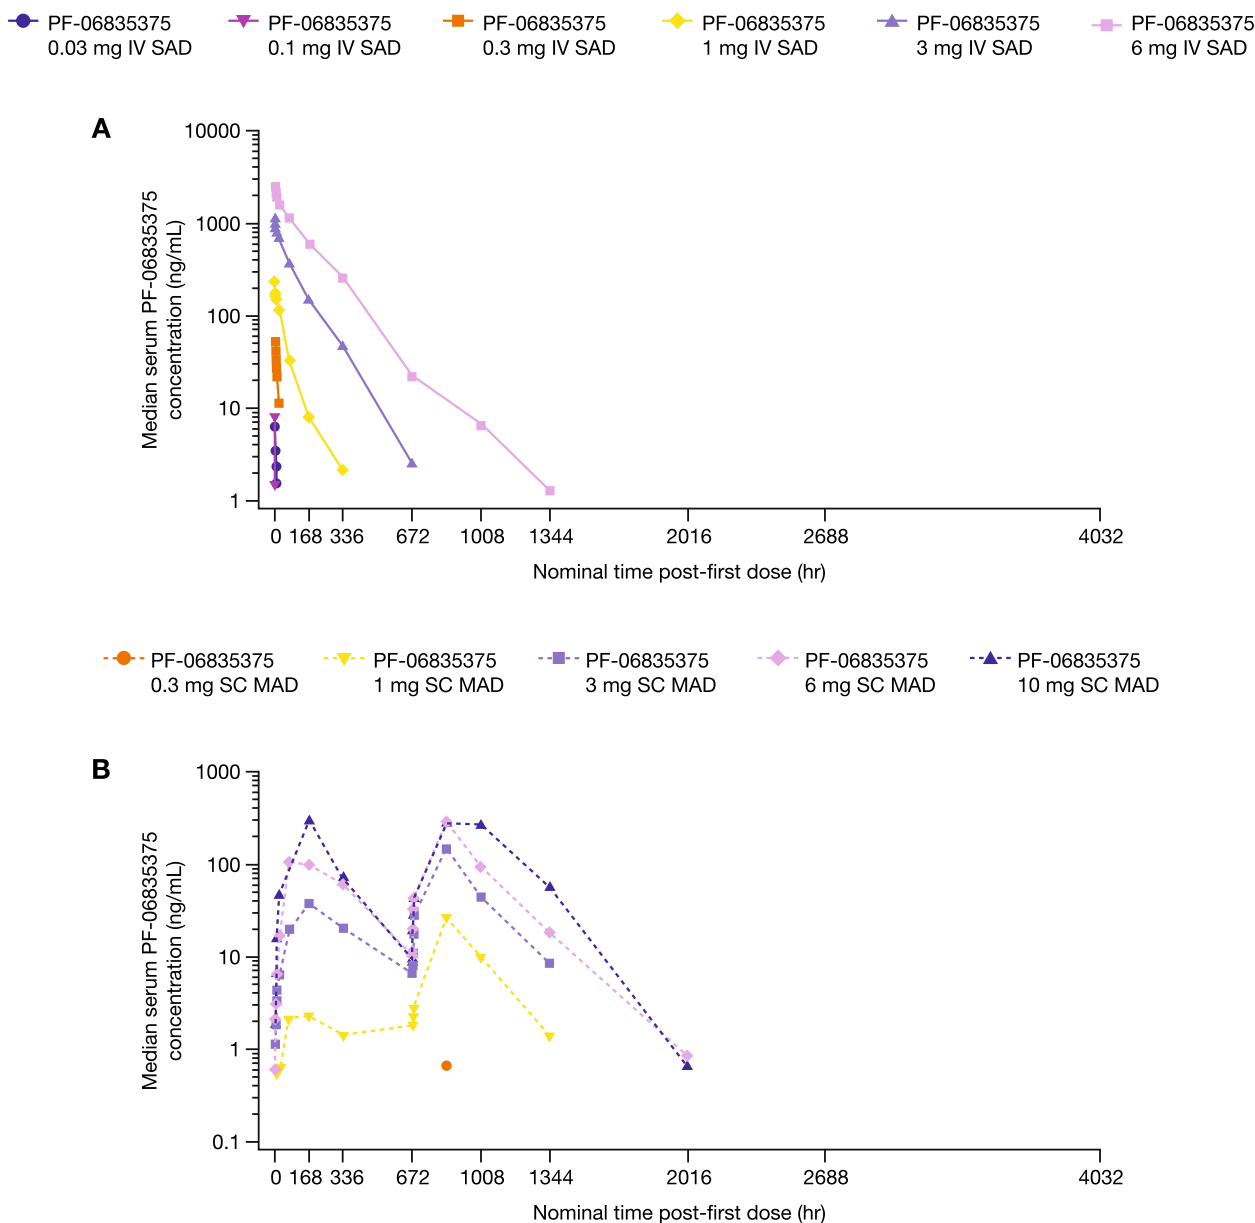 PF-06835375 PF-06835375 PF-06835375 PF-06835375 PF-06835375 PF-06835375
0.03 mg IV SAD 0.1 mg IV SAD 0.3 mg IV SAD 1 mg IV SAD 3 mg IV SAD 6 mg IV SAD
A
10000
1000
100
10
1
Median serum PF-06835375
concentration (ng/mL)
0 168 336 672 1008 1344 2016 2688 4032
Nominal time post-first dose (hr)
PF-06835375 PF-06835375 PF-06835375 PF-06835375 PF-06835375
0.3 mg SC MAD 1 mg SC MAD 3 mg SC MAD 6 mg SC MAD 10 mg SC MAD
B
1000
100
10
1
0.1
Median serum PF-06835375
concentration (ng/mL)
0 168 336 672 1008 1344 2016 2688 4032
Nominal time post-first dose (hr)